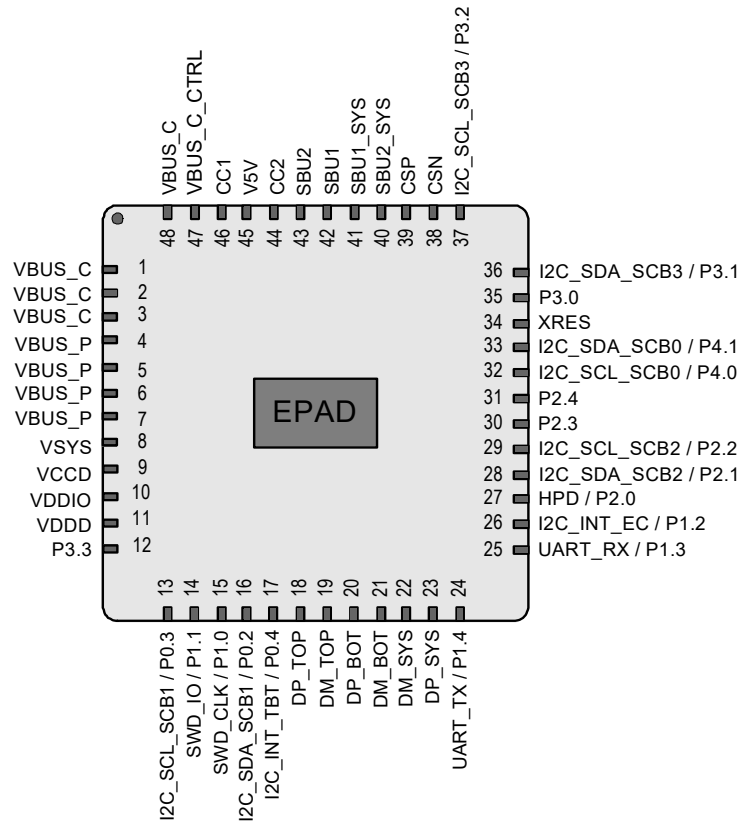 VBUS_C
VBUS_C_CTRL
CC1
V5V
CC2
SBU2
SBU1
SBU1_SYS
SBU2_SYS
CSP
CSN
I2C_SCL_SCB3 / P3.2
48
47
46
45
44
43
42
41
40
39
38
37
VBUS_C 1
VBUS_C 2
VBUS_C 3
VBUS_P 4
VBUS_P 5
VBUS_P 6
VBUS_P 7
VSYS 8
VCCD 9
VDDIO 10
VDDD 11
P3.3 12
EPAD
36 I2C_SDA_SCB3 / P3.1
35 P3.0
34 XRES
33 I2C_SDA_SCB0 / P4.1
32 I2C_SCL_SCB0 / P4.0
31 P2.4
30 P2.3
29 I2C_SCL_SCB2 / P2.2
28 I2C_SDA_SCB2 / P2.1
27 HPD / P2.0
26 I2C_INT_EC / P1.2
25 UART_RX / P1.3
13
14
15
16
17
18
19
20
21
22
23
24
I2C_SCL_SCB1 / P0.3
SWD_IO / P1.1
SWD_CLK / P1.0
I2C_SDA_SCB1 / P0.2
I2C_INT_TBT / P0.4
DP_TOP
DM_TOP
DP_BOT
DM_BOT
DM_SYS
DP_SYS
UART_TX / P1.4